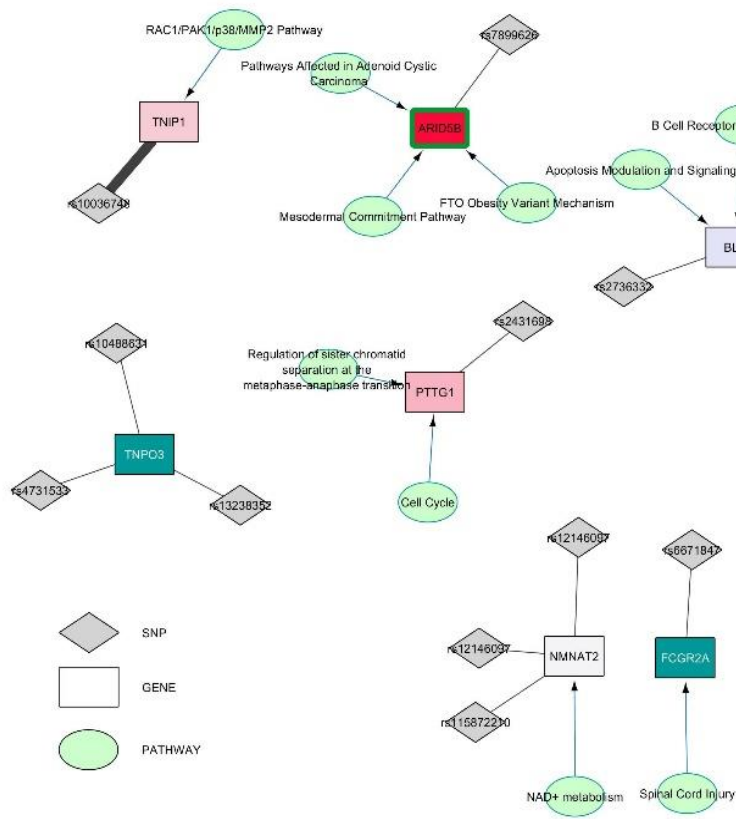 RAC1/PAK1/p38/MMP2 Pathway
rs7899626
Pathways Affected in Adenoid Cystic
Carcinoma
TNIP1
ARID5B
B Cell Receptor
Apoptosis Modulation and Signaling
rs10036748
Mesodermal Commitment Pathway
FTO Obesity Variant Mechanism
BL
rs2736332
rs10488631
rs2431698
Regulation of sister chromatid
separation at the
metaphase-anaphase transition
PTTG1
TNPO3
rs4731533
rs13238352
Cell Cycle
rs12146097
rs6671847
SNP
rs12146097
NMNAT2
FCGR2A
GENE
rs115872210
PATHWAY
NAD+ metabolism
Spinal Cord Injury